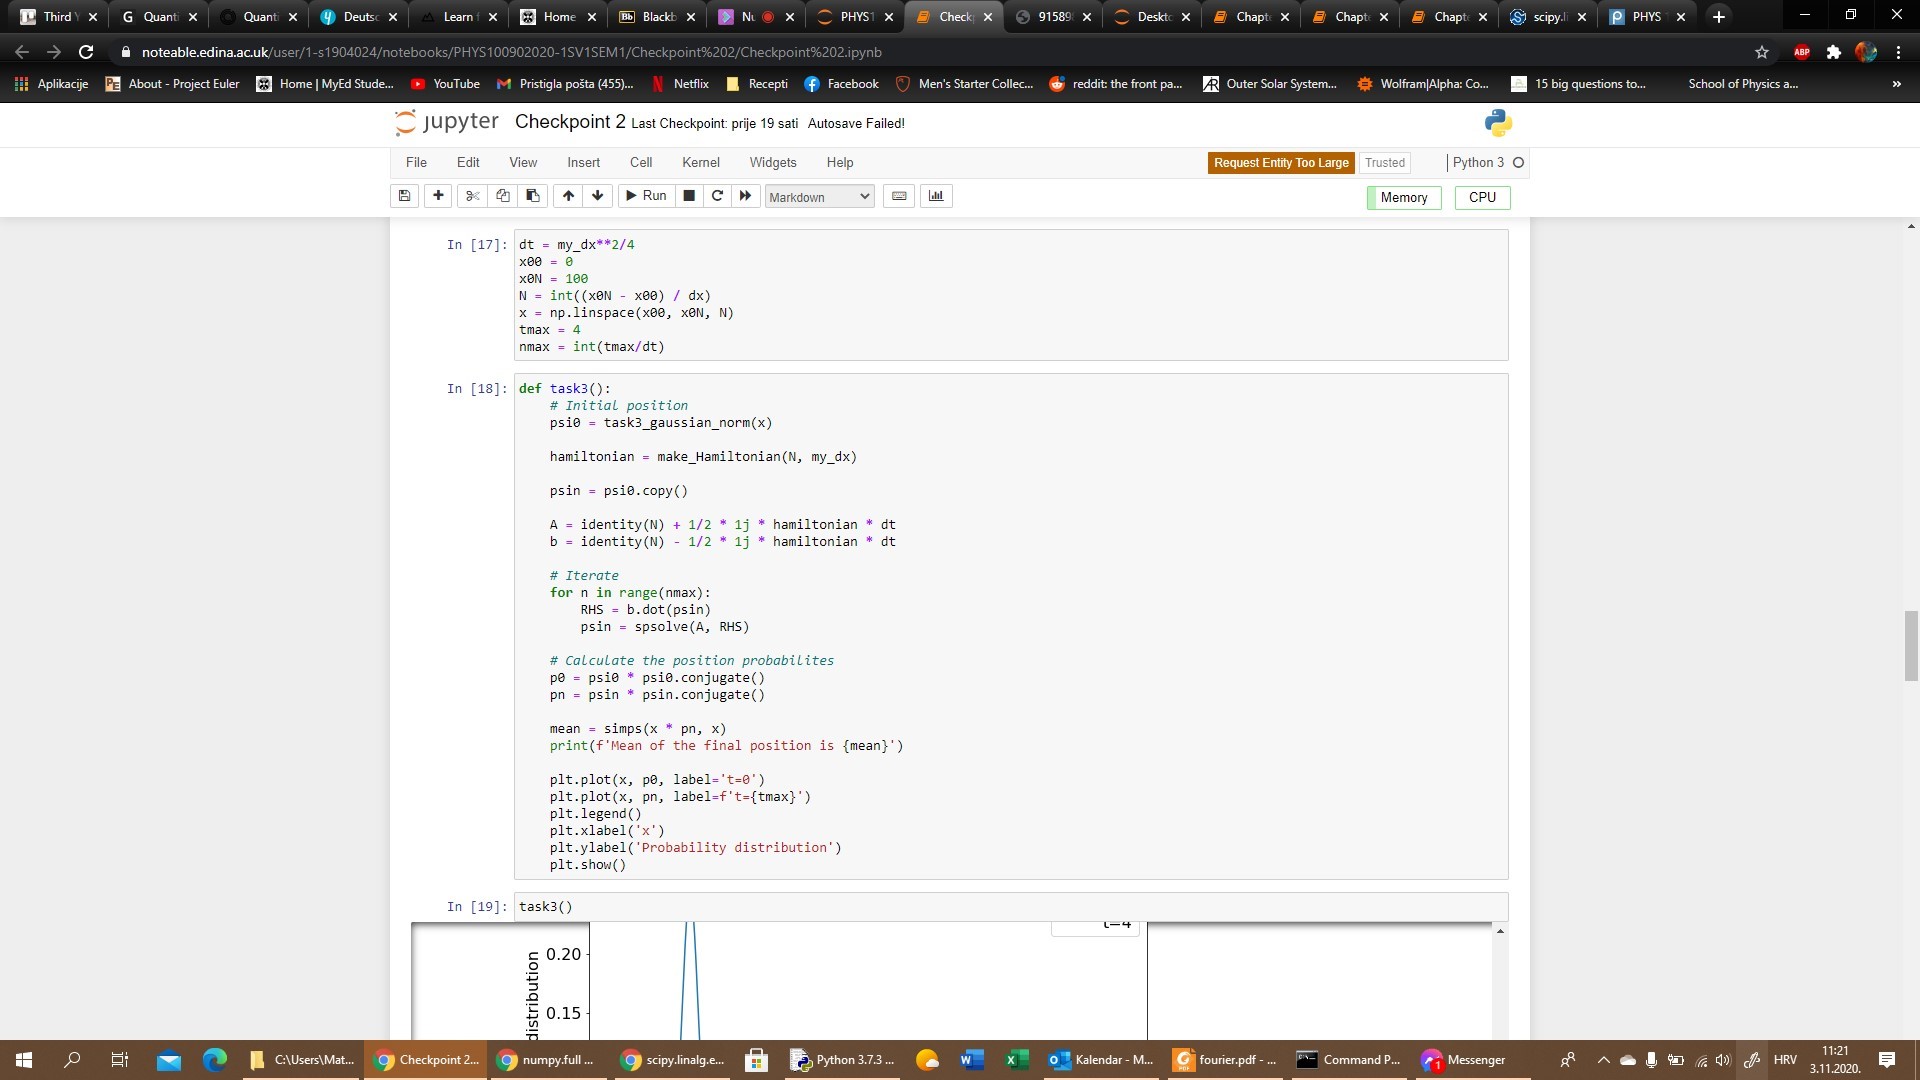 Third Y
Quanti
Quanti
Deutsc
Learn f
Home
Blackb
Nu
PHYS1
Check
91589
Deskto
Chapte
Chapte
Chapte
scipy.li
PHYS
noteable.edina.ac.uk/user/1-s1904024/notebooks/PHYS100902020-1SV1SEM1/Checkpoint%202/Checkpoint%202.ipynb
ABP
Aplikacije
About - Project Euler
Home | MyEd Stude...
YouTube
Pristigla pošta (455)...
Netflix
Recepti
Facebook
Men's Starter Collec...
reddit: the front pa...
Outer Solar System...
Wolfram|Alpha: Co...
15 big questions to...
School of Physics a...
»
jupyter Checkpoint 2 Last Checkpoint: prije 19 sati Autosave Failed!
File Edit View Insert Cell Kernel Widgets Help
Request Entity Too Large
Trusted
Python 3
Run
Markdown
Memory
CPU
In [17]:
dt = my_dx**2/4
x00 = 0
x0N = 100
N = int((x0N - x00) / dx)
x = np.linspace(x00, x0N, N)
tmax = 4
nmax = int(tmax/dt)
In [18]:
def task3():
# Initial position
psi0 = task3_gaussian_norm(x)
hamiltonian = make_Hamiltonian(N, my_dx)
psin = psi0.copy()
A = identity(N) + 1/2 * 1j * hamiltonian * dt
b = identity(N) - 1/2 * 1j * hamiltonian * dt
# Iterate
for n in range(nmax):
RHS = b.dot(psin)
psin = spsolve(A, RHS)
# Calculate the position probabilites
p0 = psi0 * psi0.conjugate()
pn = psin * psin.conjugate()
mean = simps(x * pn, x)
print(f'Mean of the final position is {mean}')
plt.plot(x, p0, label='t=0')
plt.plot(x, pn, label=f't={tmax}')
plt.legend()
plt.xlabel('x')
plt.ylabel('Probability distribution')
plt.show()
In [19]:
task3()
t=4
0.20
0.15
distribution
C:\Users\Mat...
Checkpoint 2...
numpy.full ...
scipy.linalg.e...
Python 3.7.3 ...
Kalendar - M...
fourier.pdf - ...
Command P...
Messenger
HRV
11:21
3.11.2020.